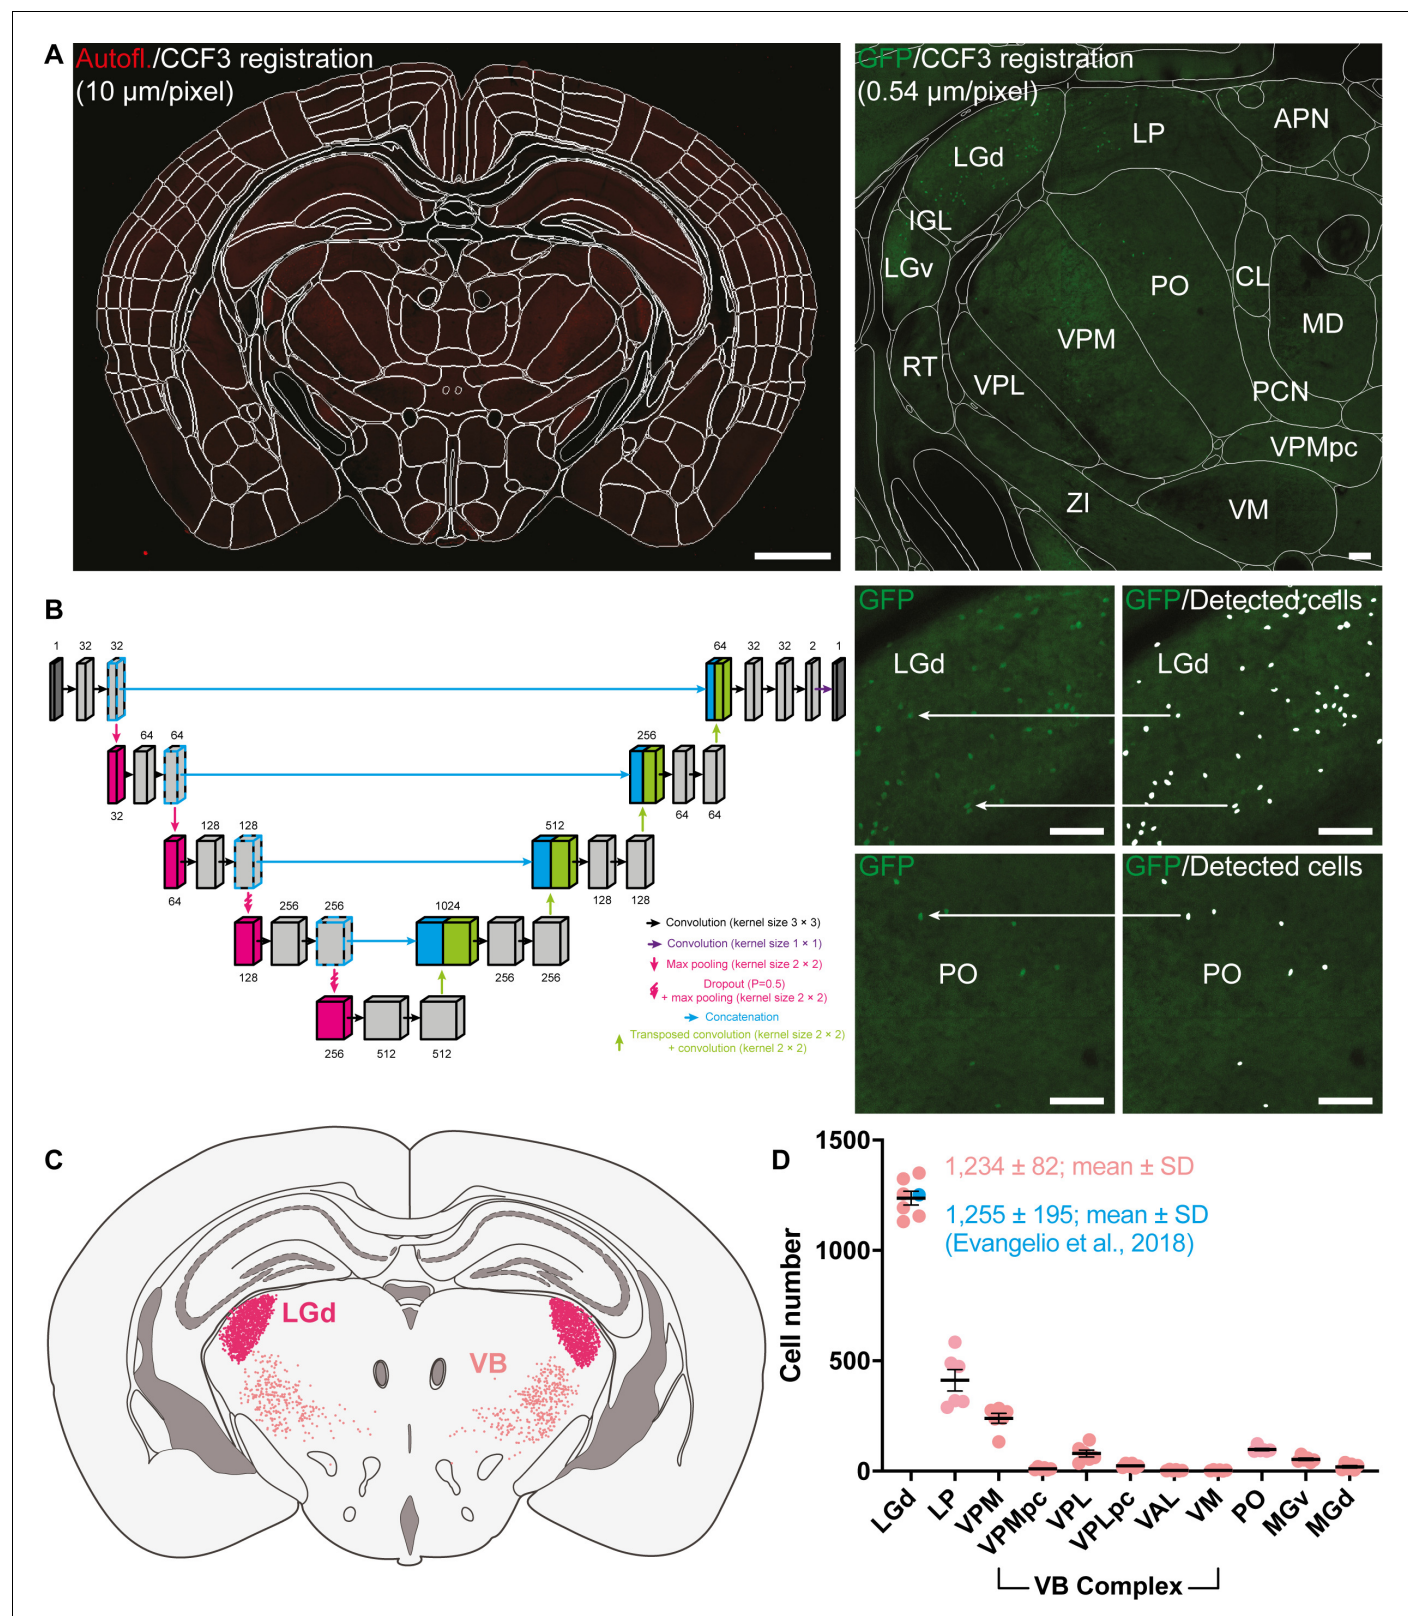 A
Autofl./CCF3 registration
(10 µm/pixel)
GFP/CCF3 registration
(0.54 µm/pixel)
APN
LP
LGd
IGL
LGv
PO
CL
MD
VPM
RT
VPL
PCN
VPMpc
ZI
VM
B
1 32 32
64 32 32 2 1
64 64
32
256
64 64
128 128
64
512
128 128
256 256
128
1024
256 256
256 512 512
Convolution (kernel size 3 × 3)
Convolution (kernel size 1 × 1)
Max pooling (kernel size 2 × 2)
Dropout (P=0.5)
+ max pooling (kernel size 2 × 2)
Concatenation
Transposed convolution (kernel size 2 × 2)
+ convolution (kernel 2 × 2)
GFP
LGd
GFP/Detected cells
LGd
GFP
PO
GFP/Detected cells
PO
C
LGd
VB
D
1,234 ± 82; mean ± SD
1,255 ± 195; mean ± SD
(Evangelio et al., 2018)
Cell number
1500
1000
500
0
LGd
LP
VPM
VPMpc
VPL
VPLpc
VAL
VM
PO
MGv
MGd
VB Complex